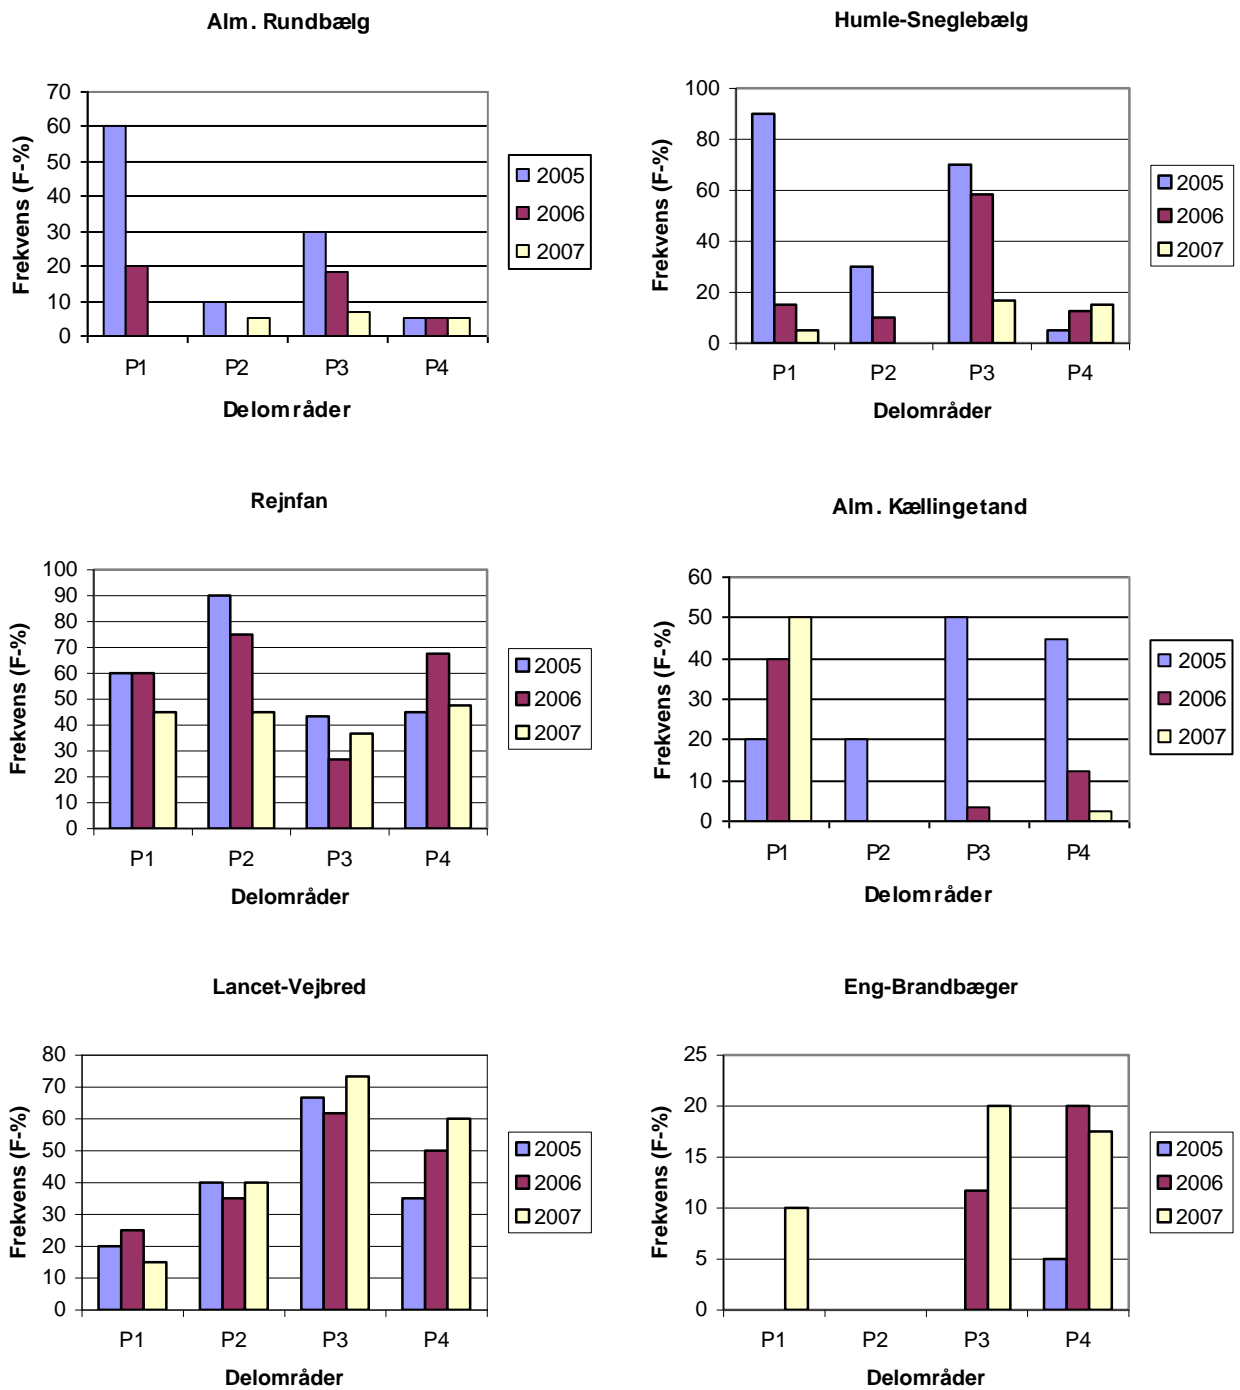 Alm. Rundbælg
Frekvens (F-%)
70
60
50
40
30
20
10
0
P1 P2 P3 P4
Delområder
2005
2006
2007
Humle-Sneglebælg
Frekvens (F-%)
100
80
60
40
20
0
P1 P2 P3 P4
Delområder
2005
2006
2007
Rejnfan
Frekvens (F-%)
100
90
80
70
60
50
40
30
20
10
0
P1 P2 P3 P4
Delområder
2005
2006
2007
Alm. Kællingetand
Frekvens (F-%)
60
50
40
30
20
10
0
P1 P2 P3 P4
Delområder
2005
2006
2007
Lancet-Vejbred
Frekvens (F-%)
80
70
60
50
40
30
20
10
0
P1 P2 P3 P4
Delområder
2005
2006
2007
Eng-Brandbæger
Frekvens (F-%)
25
20
15
10
5
0
P1 P2 P3 P4
Delområder
2005
2006
2007